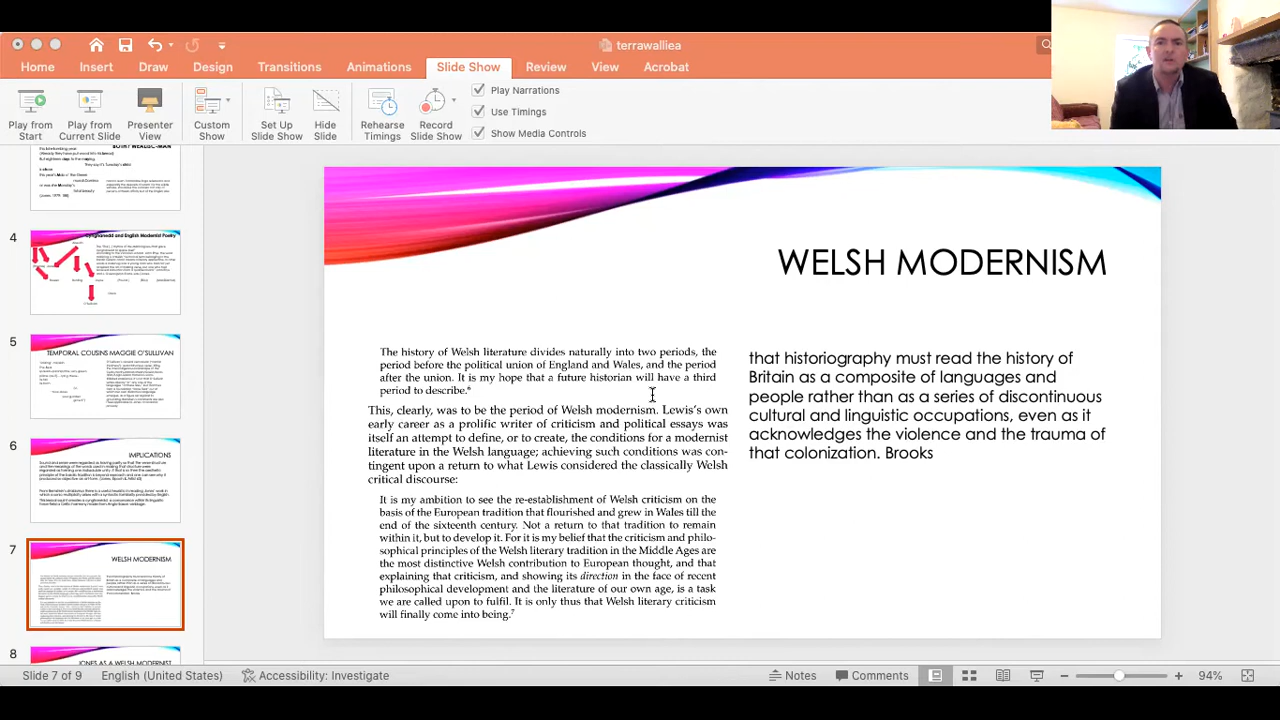 terrawalliea
Home Insert Draw Design Transitions Animations Slide Show Review View Acrobat
Play from Start
Play from Current Slide
Presenter View
Custom Show
Set Up Slide Show
Hide Slide
Rehearse Timings
Record Slide Show
Play Narrations
Use Timings
Show Media Controls
4
5
TEMPORAL COUSINS MAGGIE O'SULLIVAN
6
IMPLICATIONS
7
WELSH MODERNISM
8
JONES AS A WELSH MODERNIST
WELSH MODERNISM
The history of Welsh literature divides naturally into two periods, the
period before the political union of England and Wales, and the period
after the union. It is my hope that a future historian will have a third
period to describe.
This, clearly, was to be the period of Welsh modernism. Lewis's own
early career as a prolific writer of criticism and political essays was
itself an attempt to define, or to create, the conditions for a modernist
literature in the Welsh language; achieving such conditions was con-
tingent upon a return to what he considered the classically Welsh
critical discourse:
It is my ambition to see the establishment of Welsh criticism on the
basis of the European tradition that flourished and grew in Wales till the
end of the sixteenth century. Not a return to that tradition to remain
within it, but to develop it. For it is my belief that the criticism and philo-
sophical principles of the Welsh literary tradition in the Middle Ages are
the most distinctive Welsh contribution to European thought, and that
explaining that criticism, and showing its direction in the face of recent
philosophical development and the literature of our own age, is a task
we are called upon to fulfil. It is only thus that Welsh literary criticism
will finally come into being.
That historiography must read the history of
Britain as a composite of languages and
people rather than as a series of discontinuous
cultural and linguistic occupations, even as it
acknowledges the violence and the trauma of
that colonization. Brooks
Slide 7 of 9 English (United States) Accessibility: Investigate Notes Comments 94%